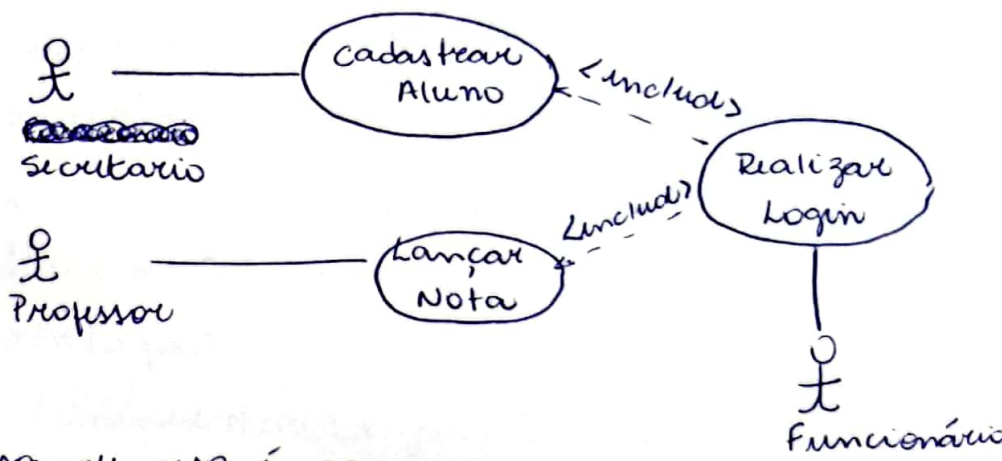 Cadastrar
Aluno
<include>
Secretario
Realizar
Login
<include>
Lançar
Nota
Professor
Funcionário